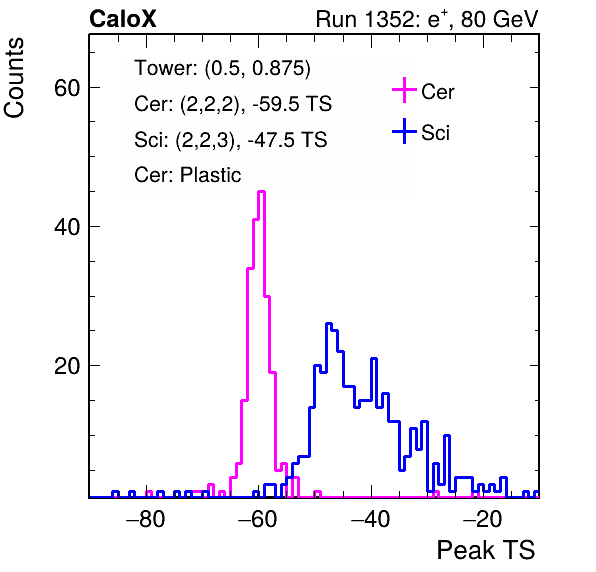 CaloX Run 1352: e⁺, 80 GeV
Counts
Tower: (0.5, 0.875)
Cer: (2,2,2), -59.5 TS
Sci: (2,2,3), -47.5 TS
Cer: Plastic
Cer
Sci
60
40
20
−80 −60 −40 −20
Peak TS